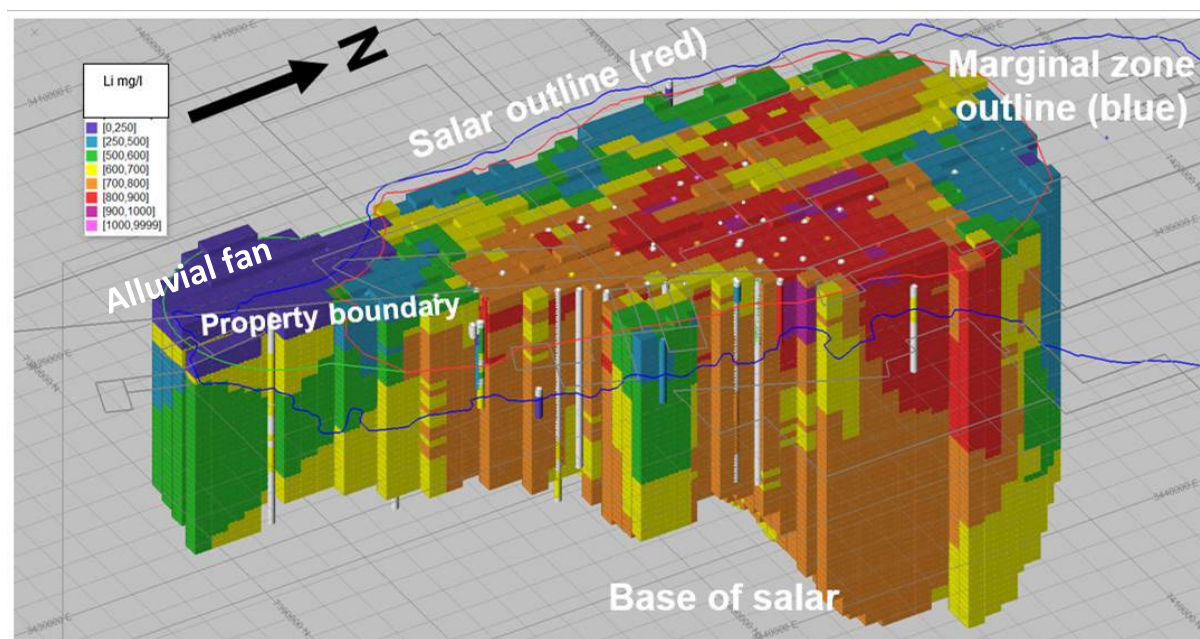 N
Li mg/l
[0,250]
[250,500]
[500,600]
[600,700]
[700,800]
[800,900]
[900,1000]
[1000,9999]
Salar outline (red)
Marginal zone
outline (blue)
Alluvial fan
Property boundary
Base of salar